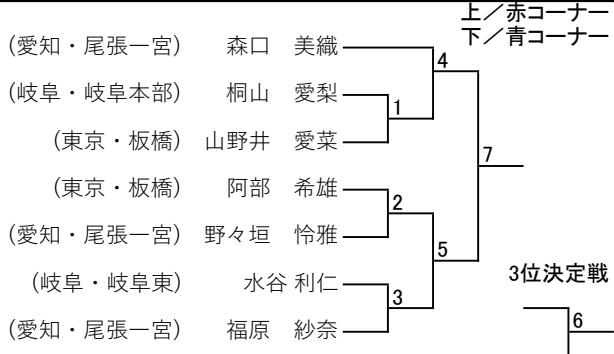 上／赤コーナー
下／青コーナー
(愛知・尾張一宮) 森口 美織
4
(岐阜・岐阜本部) 桐山 愛梨
1
(東京・板橋) 山野井 愛菜
7
(東京・板橋) 阿部 希雄
2
(愛知・尾張一宮) 野々垣 怜雅
5
(岐阜・岐阜東) 水谷 利仁
3位決定戦
3
(愛知・尾張一宮) 福原 紗奈
6